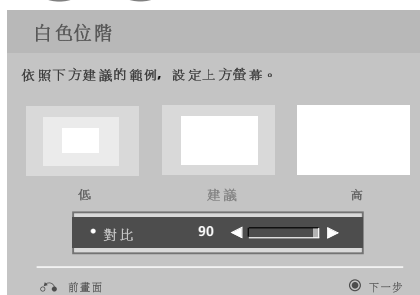 白色位階
依照下方建議的範例，設定上方螢幕。
低 建議 高
• 對比 90
前畫面 下一步